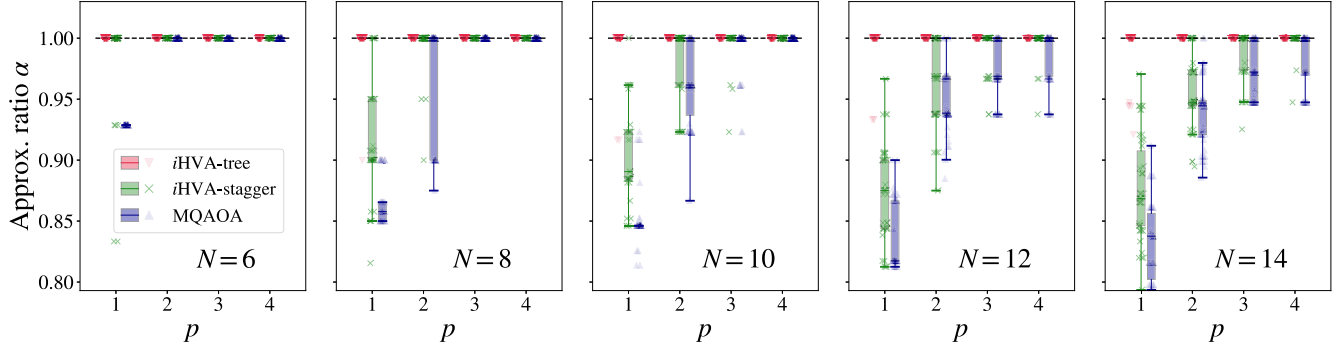 Approx. ratio α
1.00
0.95
0.90
0.85
0.80
iHVA-tree
iHVA-stagger
MQAOA
N = 6
1 2 3 4
p
N = 8
1 2 3 4
p
N = 10
1 2 3 4
p
N = 12
1 2 3 4
p
N = 14
1 2 3 4
p